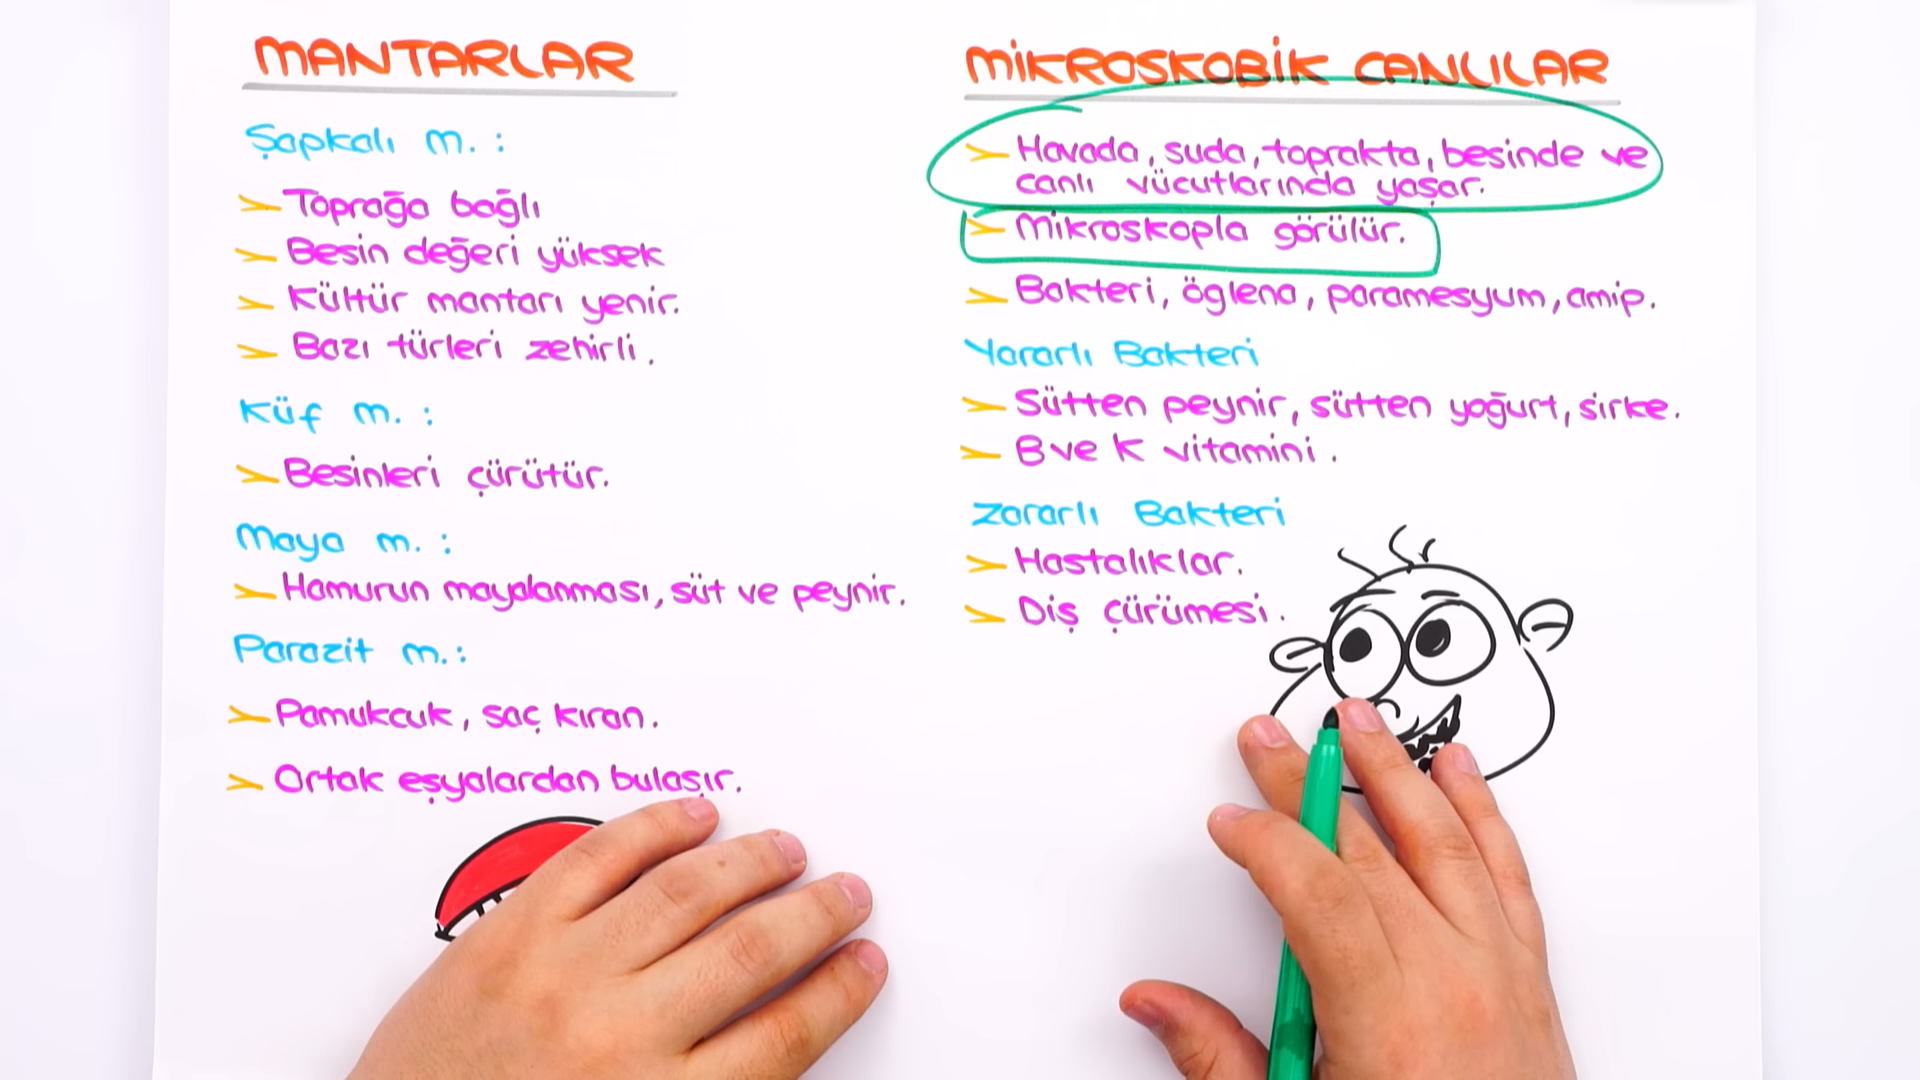 MANTARLAR
Şapkalı m. :
Toprağa bağlı
Besin değeri yüksek
Kültür mantarı yenir.
Bazı türleri zehirli.
Küf m. :
Besinleri çürütür.
Maya m. :
Hamurun mayalanması, süt ve peynir.
Parazit m. :
Pamukcuk, saç kıran.
Ortak eşyalardan bulaşır.
MİKROSKOBİK CANLILAR
Havada, suda, toprakta, besinde ve
canlı vücutlarında yaşar.
Mikroskopla görülür.
Bakteri, öglena, paramesyum, amip.
Yararlı Bakteri
Sütten peynir, sütten yoğurt, sirke.
B ve K vitamini.
Zararlı Bakteri
Hastalıklar.
Diş çürümesi.